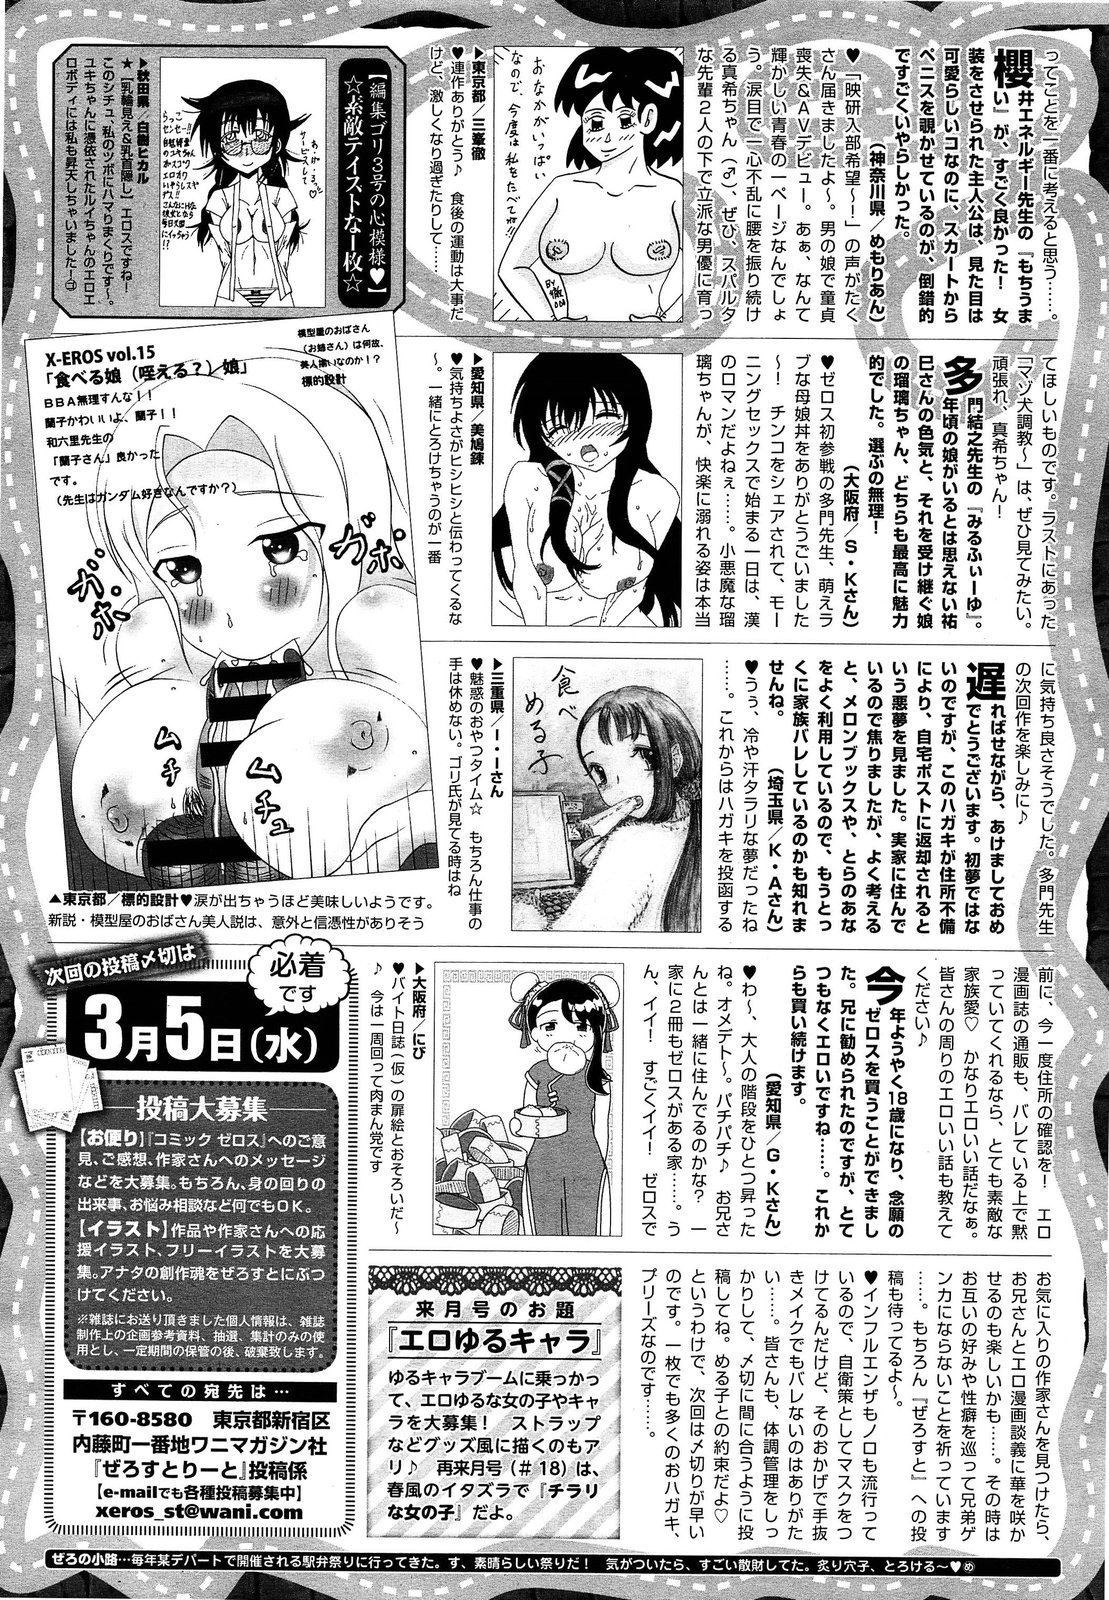 ってことを一番に考えると思う……。
櫻井エネルギー先生の『もちうま
い』が、すごく良かった！　女
装をさせられた主人公は、見た目は
可愛らしいコなのに、スカートから
ペニスを覗かせているのが、倒錯的
ですごくいやらしかった。
（神奈川県／めもりあん）
♥「映研入部希望〜！」の声がたく
さん届きましたよ〜。男の娘で童貞
喪失＆AVデビュー。あぁ、なんて
輝かしい青春の一ページなんでしょ
う。涙目で一心不乱に腰を振り続け
る真希ちゃん（♂）、ぜひ、スパルタ
な先輩2人の下で立派な男優に育っ
おなかがいっぱい
なので、今度は私をたべてネ!!
▶東京都／三峯徹
♥連作ありがとう♪　食後の運動は大事だ
けど、激しくなり過ぎたりして……
【編集ゴリ3号の心模様♥】
☆素敵テイストなー枚☆
▶秋田県／白樹ヒカル
★【乳輪見え＆乳首隠し】エロスですね！
このシチュ、私のツボにハマりまくりです〜。
ユキちゃんに憑依されたルイちゃんのエロエ
ロボディには私も昇天しちゃいました！ゴ
てほしいものです。ラストにあった
「マゾ犬調教〜」は、ぜひ見てみたい。
頑張れ、真希ちゃん！
多門結之先生の『みるふぃーゆ』。
年頃の娘がいるとは思えない祐
巳さんの色気と、それを受け継ぐ娘
の瑠璃ちゃん、どちらも最高に魅力
的でした。選ぶの無理！
（大阪府／S・Kさん）
♥ゼロス初参戦の多門先生、萌えラ
ブな母娘丼をありがとうございました
〜！　チンコをシェアされて、モー
ニングセックスで始まる一日は、漢
のロマンだよねぇ……。小悪魔な瑠
璃ちゃんが、快楽に溺れる姿は本当
▶愛知県／美鳩錬
♥気持ちよさがヒシヒシと伝わってくるな
〜。一緒にとろけちゃうのが一番
X-EROS vol.15
「食べる娘（咥える？）娘」
BBA無理すんな！！
蘭子かわいいよ、蘭子！！
和六里先生の
「蘭子さん」良かった
です。
（先生はガンダム好きなんですか？）
模型屋のおばさん
（お姉さん）は何故、
美人揃いなのか！？
標的設計
ガポ
ガポ
ムチ
ムチュ
▲東京都／標的設計♥涙が出ちゃうほど美味しいようです。
新説・模型屋のおばさん美人説は、意外と信憑性がありそう
に気持ち良さそうでした。多門先生
の次回作を楽しみに♪
遅ればせながら、あけましておめ
でとうございます。初夢ではな
いのですが、このハガキが住所不備
により、自宅ポストに返却されると
いう悪夢を見ました。実家に住んで
いるので焦りましたが、よく考える
と、メロンブックスや、とらのあな
をよく利用しているので、もうとっ
くに家族バレしているのかも知れま
せんね。
（埼玉県／K・Aさん）
♥うぅ、冷や汗タラリな夢だったね
……。これからはハガキを投函する
食べ
める子
▶三重県／I・Iさん
♥魅惑のおやつタイム☆　もちろん仕事の
手は休めない。ゴリ氏が見てる時はね
前に、今一度住所の確認を！　エロ
漫画誌の通販も、バレている上で黙
っていてくれるなら、とても素敵な
家族愛♡　かなりエロいい話だなぁ。
皆さんの周りのエロいい話も教えて
ください♪
今年ようやく18歳になり、念願の
ゼロスを買うことができまし
た。兄に勧められたのですが、とて
つもなくエロいですね……。これか
らも買い続けます。
（愛知県／G・Kさん）
♥わ〜、大人の階段をひとつ昇った
ね。オメデト〜。パチパチ♪　お兄さ
んとは一緒に住んでるのかな？　一
家に2冊もゼロスがある家……。う
ん、イイ！　すごくイイ！　ゼロスで
▶大阪府／にび
♥バイト日誌（仮）の扉絵とおそろいだ〜
♪　今は一周回って肉まん党です
お気に入りの作家さんを見つけたら、
お兄さんとエロ漫画談義に華を咲か
せるのも楽しいかも……。その時は
お互いの好みや性癖を巡って兄弟ゲ
ンカにならないことを祈っています
……。もちろん『ぜろすと』への投
稿も待ってるよ〜。
♥インフルエンザもノロも流行って
いるので、自衛策としてマスクをつ
けてるんだけど、そのおかげで手抜
きメイクでもバレないのはありがた
い……。皆さんも、体調管理をしっ
かりして、〆切に間に合うように投
稿してね。める子との約束だよ♡
というわけで、次回は〆切りが早い
のです。一枚でも多くのおハガキ、
プリーズなのです……。
次回の投稿〆切は
必着
です
3月5日（水）
投稿大募集
【お便り】『コミック ゼロス』へのご意
見、ご感想、作家さんへのメッセージ
などを大募集。もちろん、身の回りの
出来事、お悩み相談など何でもOK。
【イラスト】作品や作家さんへの応
援イラスト、フリーイラストを大募
集。アナタの創作魂をぜろすとにぶつ
けてください。
※雑誌にお送り頂きました個人情報は、雑誌
制作上の企画参考資料、抽選、集計のみの使
用とし、一定期間の保管の後、破棄致します。
すべての宛先は…
〒160-8580　東京都新宿区
内藤町一番地ワニマガジン社
『ぜろすとりーと』投稿係
【e-mailでも各種投稿募集中】
xeros_st@wani.com
来月号のお題
『エロゆるキャラ』
ゆるキャラブームに乗っかっ
て、エロゆるな女の子やキャ
ラを大募集！　ストラップ
などグッズ風に描くのもア
リ♪　再来月号（＃18）は、
春風のイタズラで『チラリ
な女の子』だよ。
ぜろの小路…毎年某デパートで開催される駅弁祭りに行ってきた。す、素晴らしい祭りだ！　気がついたら、すごい散財してた。炙り穴子、とろける〜♥め